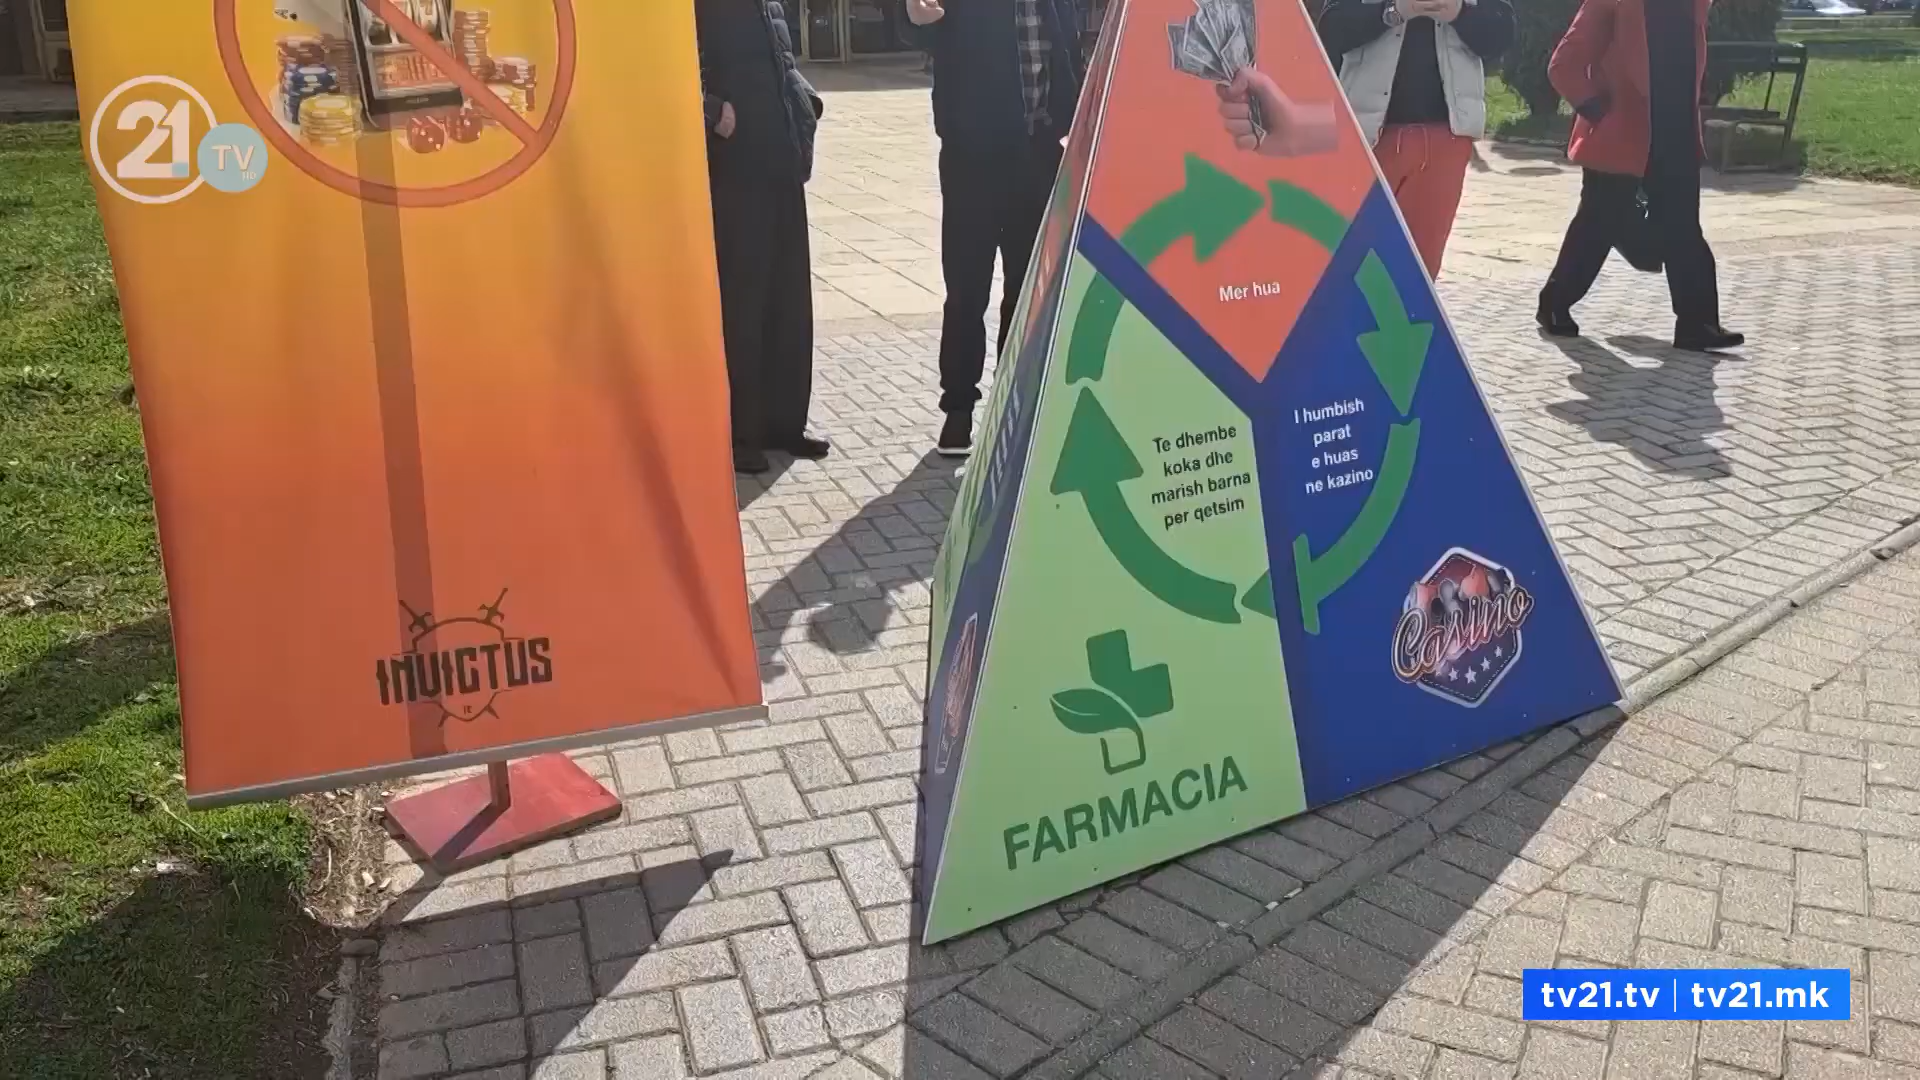 21 TV HD
INVICTUS
Mer hua
I humbish
parat
e huas
ne kazino
Te dhembe
koka dhe
marish barna
per qetsim
Casino
FARMACIA
tv21.tv | tv21.mk